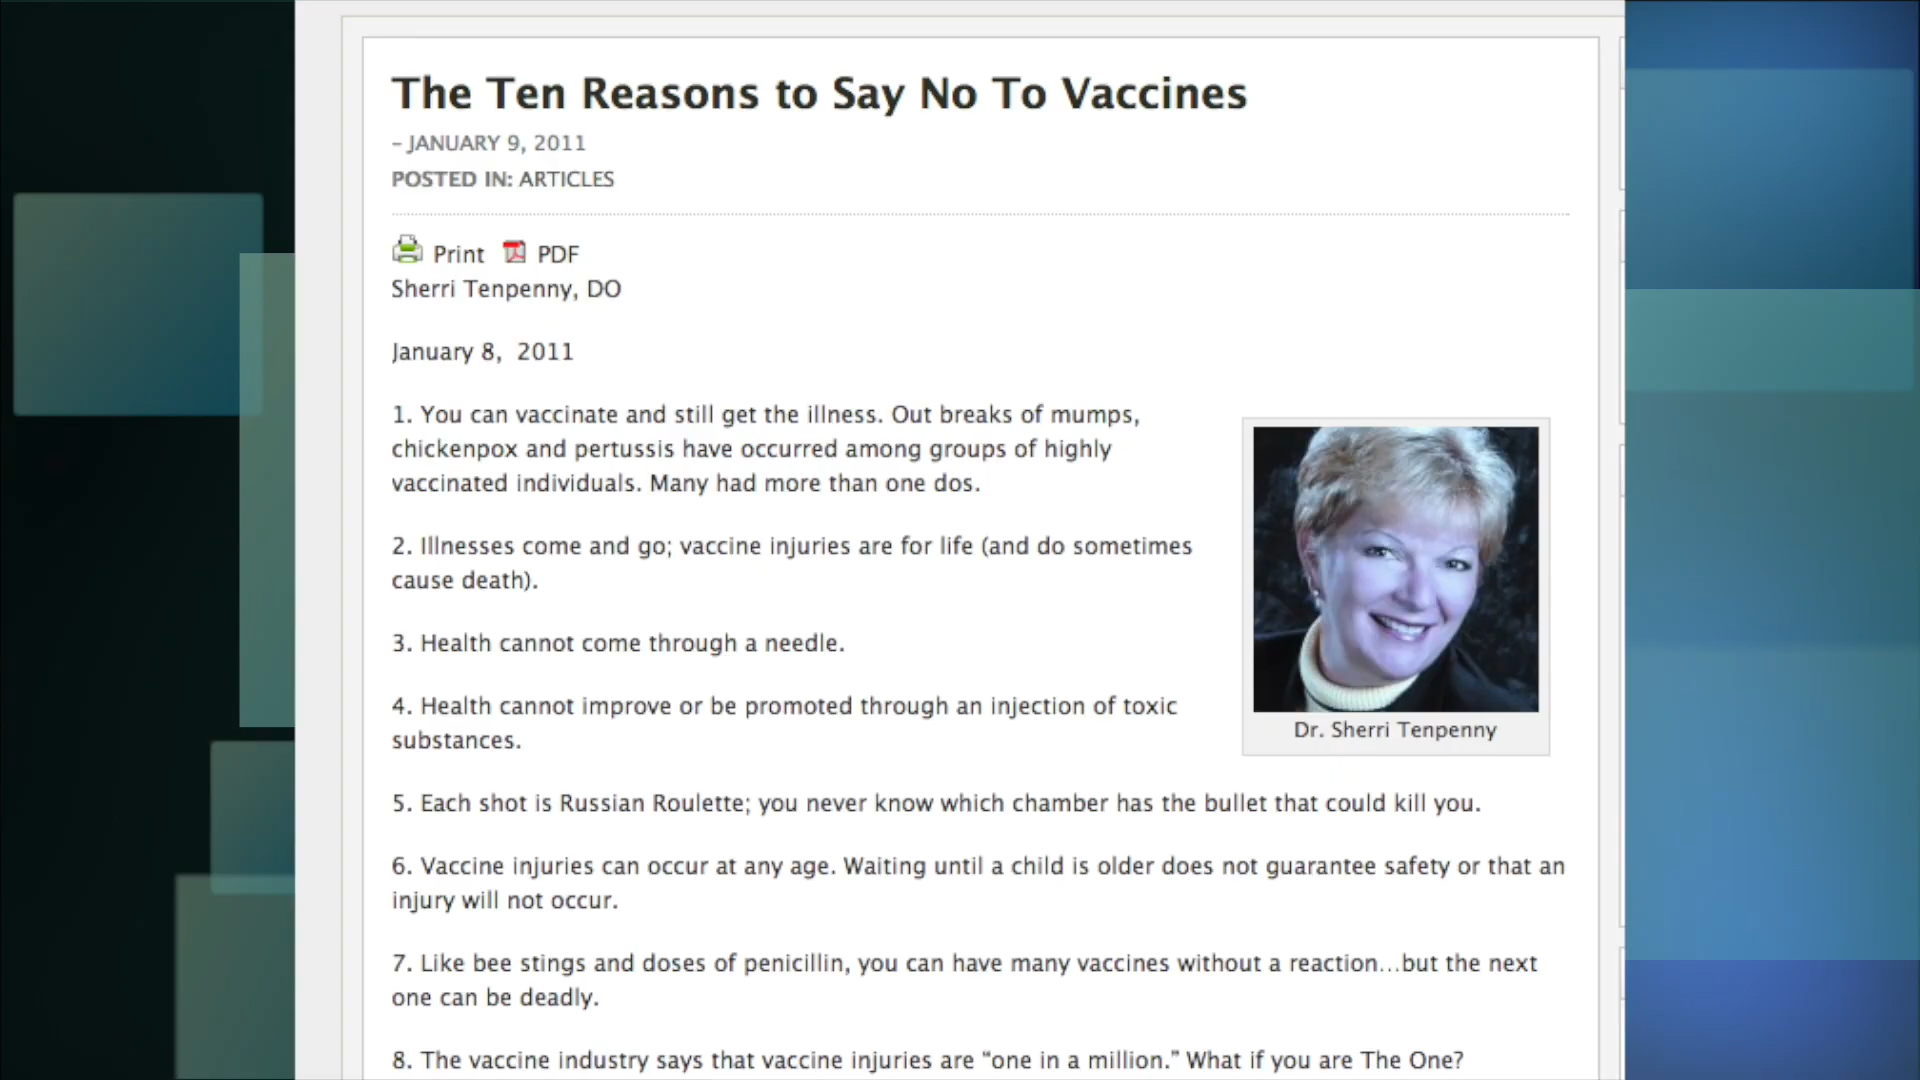 The Ten Reasons to Say No To Vaccines
– JANUARY 9, 2011
POSTED IN: ARTICLES
Print PDF
Sherri Tenpenny, DO
January 8, 2011
1. You can vaccinate and still get the illness. Out breaks of mumps,
chickenpox and pertussis have occurred among groups of highly
vaccinated individuals. Many had more than one dos.
2. Illnesses come and go; vaccine injuries are for life (and do sometimes
cause death).
3. Health cannot come through a needle.
4. Health cannot improve or be promoted through an injection of toxic
substances.
Dr. Sherri Tenpenny
5. Each shot is Russian Roulette; you never know which chamber has the bullet that could kill you.
6. Vaccine injuries can occur at any age. Waiting until a child is older does not guarantee safety or that an
injury will not occur.
7. Like bee stings and doses of penicillin, you can have many vaccines without a reaction...but the next
one can be deadly.
8. The vaccine industry says that vaccine injuries are “one in a million.” What if you are The One?